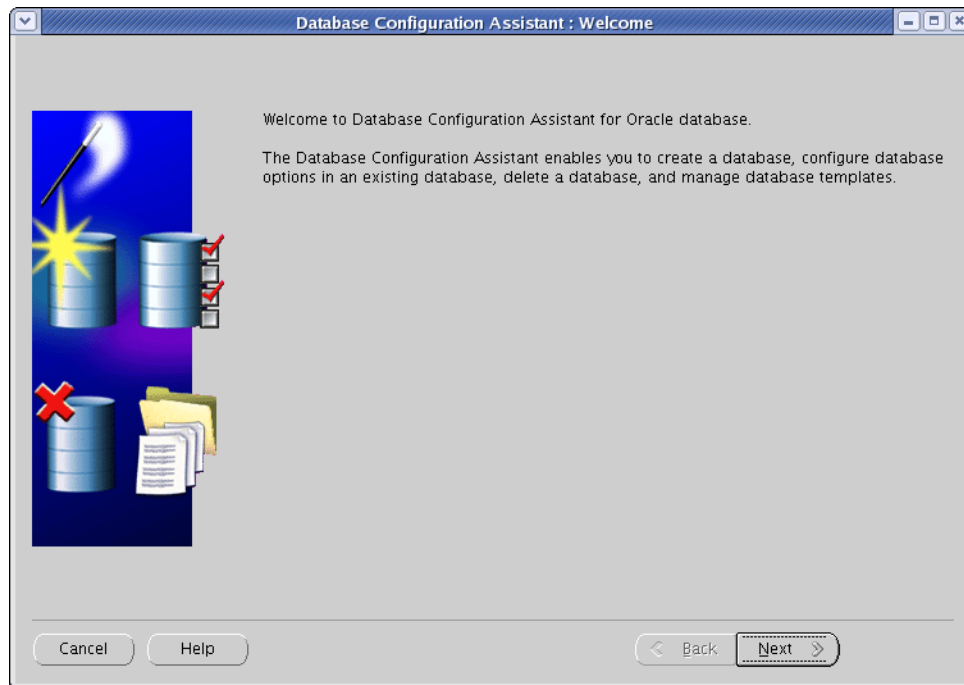 Database Configuration Assistant : Welcome
Welcome to Database Configuration Assistant for Oracle database.
The Database Configuration Assistant enables you to create a database, configure database
options in an existing database, delete a database, and manage database templates.
Cancel
Help
Back
Next